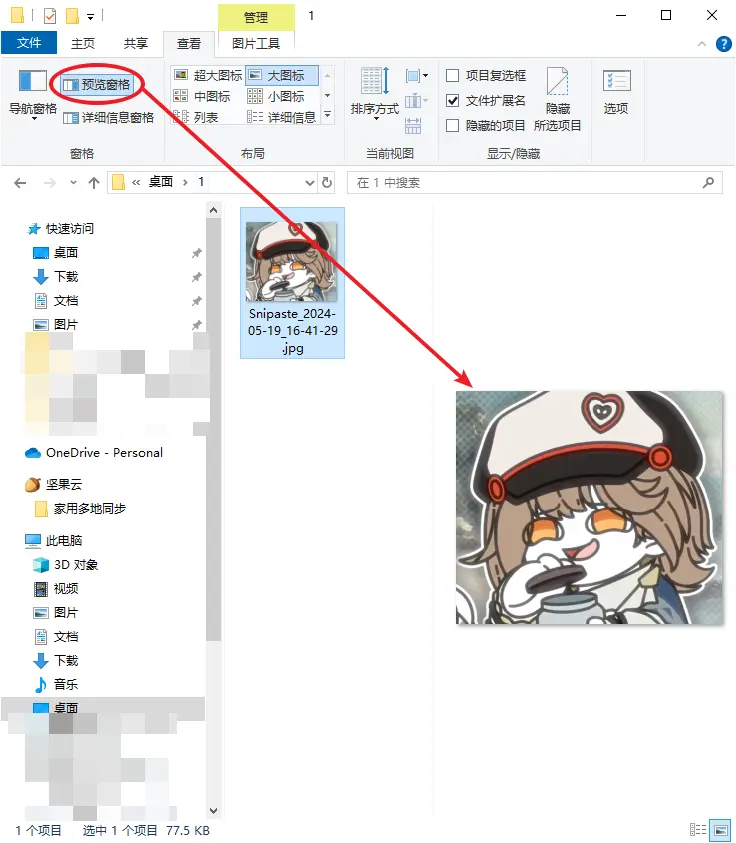 管理
1
文件
主页
共享
查看
图片工具
导航窗格
预览窗格
详细信息窗格
窗格
超大图标
大图标
中图标
小图标
列表
详细信息
布局
排序方式
当前视图
项目复选框
文件扩展名
隐藏的项目
隐藏
所选项目
显示/隐藏
选项
« 桌面 › 1
在 1 中搜索
快速访问
桌面
下载
文档
图片
OneDrive - Personal
坚果云
家用多地同步
此电脑
3D 对象
视频
图片
文档
下载
音乐
桌面
Snipaste_2024-
05-19_16-41-29
.jpg
1 个项目
选中 1 个项目 77.5 KB